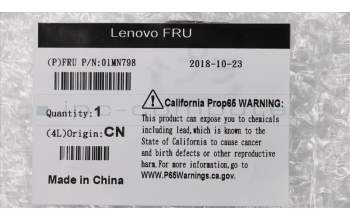 Lenovo FRU
(P)FRU P/N:01MN798
2018-10-23
Quantity:1
(4L)Origin:CN
Made in China
California Prop65 WARNING:
This product can expose you to chemicals
including lead,which is known to the
State of California to cause cancer
and birth defects or other reproductive
harm.For more information,go to
www.P65Warnings.ca.gov.